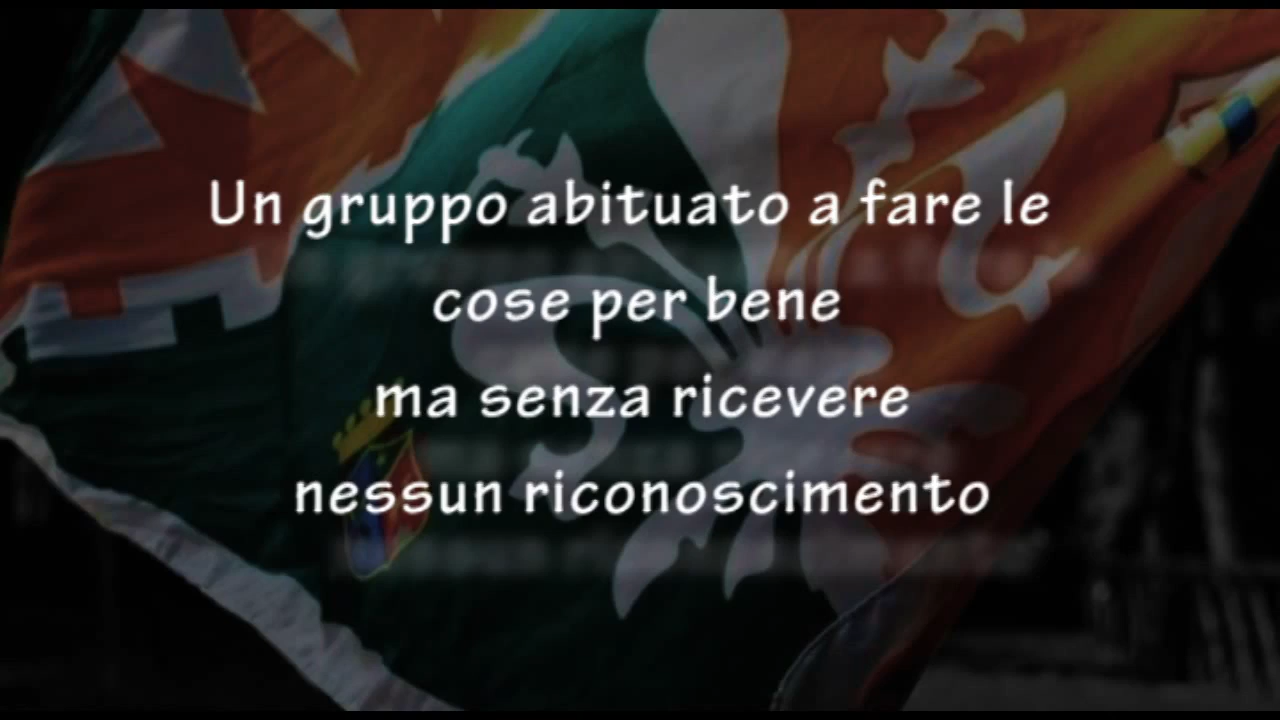 Un gruppo abituato a fare le
cose per bene
ma senza ricevere
nessun riconoscimento